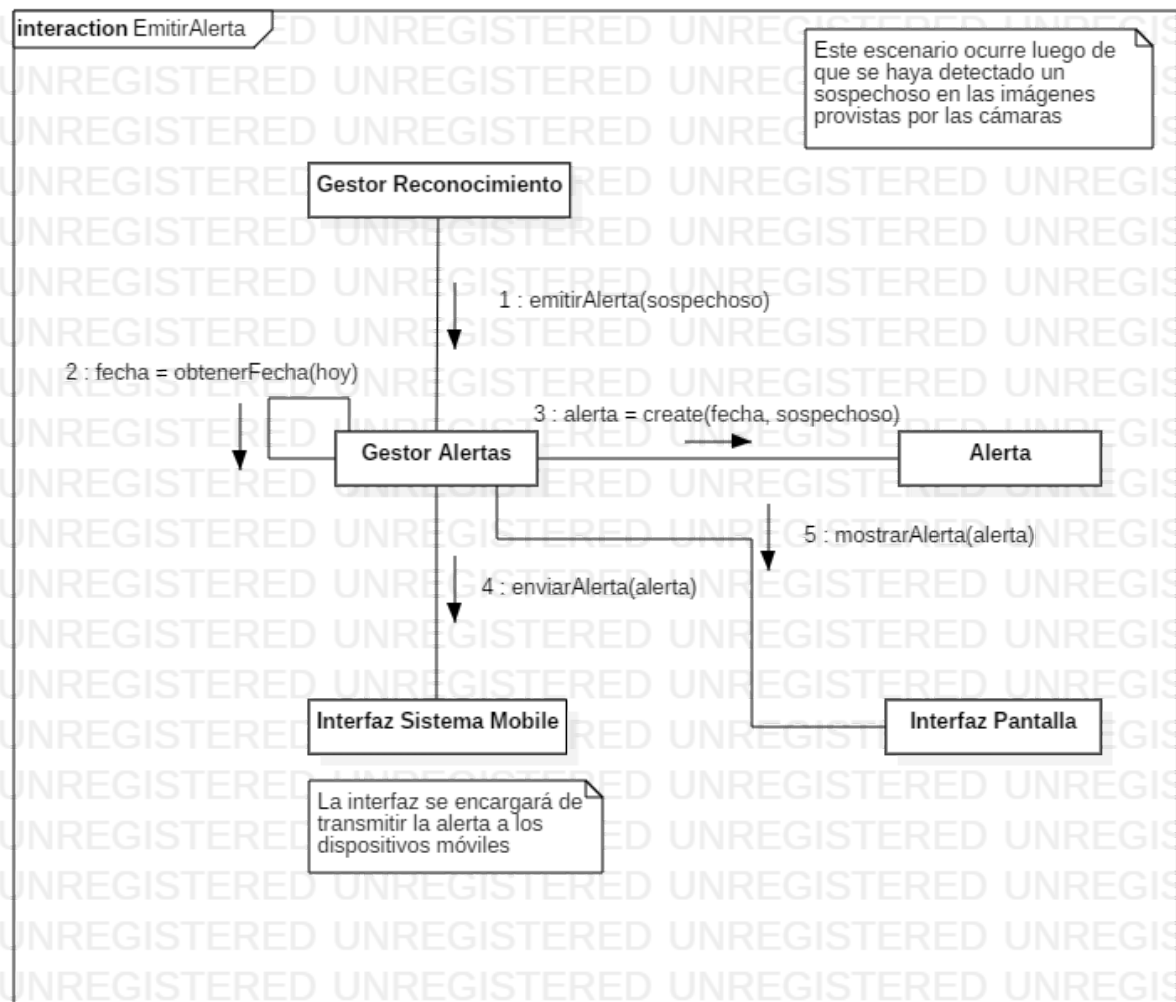 interaction EmitirAlerta
Este escenario ocurre luego de
que se haya detectado un
sospechoso en las imágenes
provistas por las cámaras
Gestor Reconocimiento
1 : emitirAlerta(sospechoso)
2 : fecha = obtenerFecha(hoy)
3 : alerta = create(fecha, sospechoso)
Gestor Alertas
Alerta
5 : mostrarAlerta(alerta)
4 : enviarAlerta(alerta)
Interfaz Sistema Mobile
Interfaz Pantalla
La interfaz se encargará de
transmitir la alerta a los
dispositivos móviles
UNREGISTERED